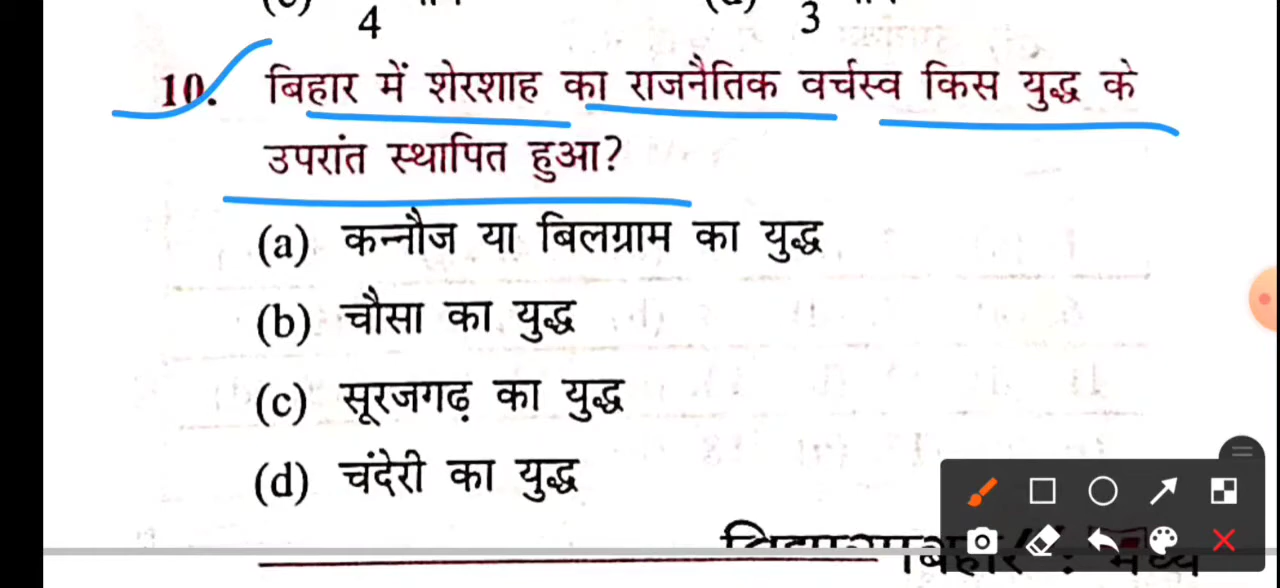 4
3
10. बिहार में शेरशाह का राजनैतिक वर्चस्व किस युद्ध के
उपरांत स्थापित हुआ?
(a) कन्नौज या बिलग्राम का युद्ध
(b) चौसा का युद्ध
(c) सूरजगढ़ का युद्ध
(d) चंदेरी का युद्ध